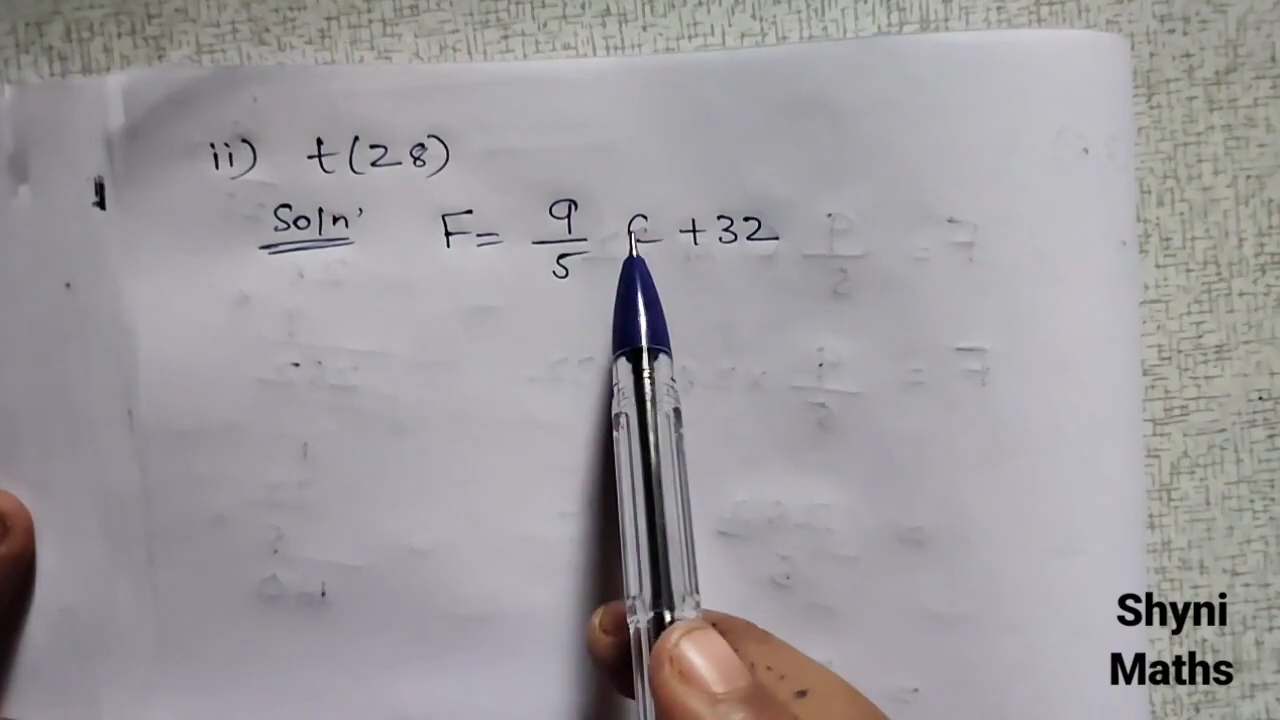 ii) t(28)
Soln' F = 9/5 C + 32
Shyni
Maths